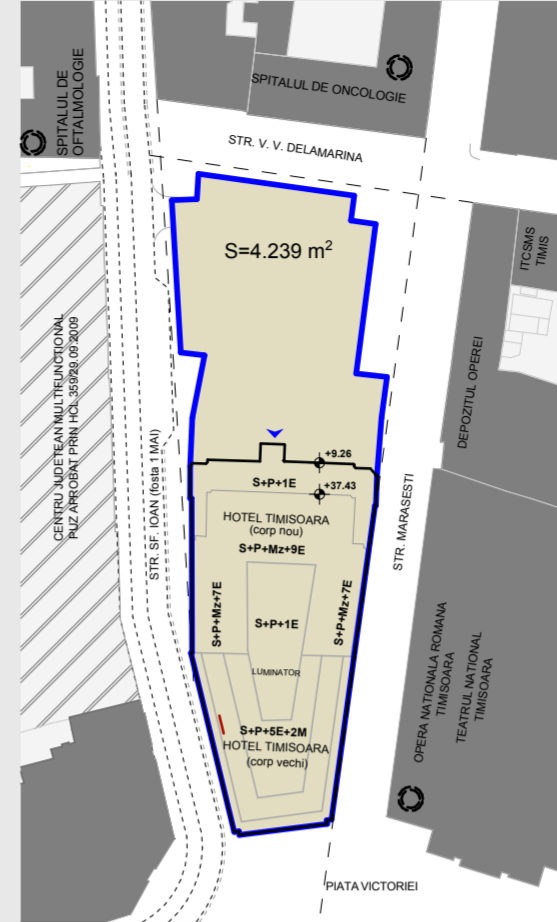 SPITALUL DE
OFTALMOLOGIE
SPITALUL DE ONCOLOGIE
STR. V. V. DELAMARINA
S=4.239 m²
ITCSMS
TIMIS
CENTRU JUDETEAN MULTIFUNCTIONAL
PUZ APROBAT PRIN HCL 359/29.09.2009
DEPOZITUL OPEREI
STR. SF. IOAN (fosta 1 MAI)
+9.26
S+P+1E
+37.43
STR. MARASESTI
HOTEL TIMISOARA
(corp nou)
S+P+Mz+9E
S+P+Mz+7E
S+P+1E
S+P+Mz+7E
LUMINATOR
OPERA NATIONALA ROMANA
TIMISOARA
TEATRUL NATIONAL
TIMISOARA
S+P+5E+2M
HOTEL TIMISOARA
(corp vechi)
PIATA VICTORIEI